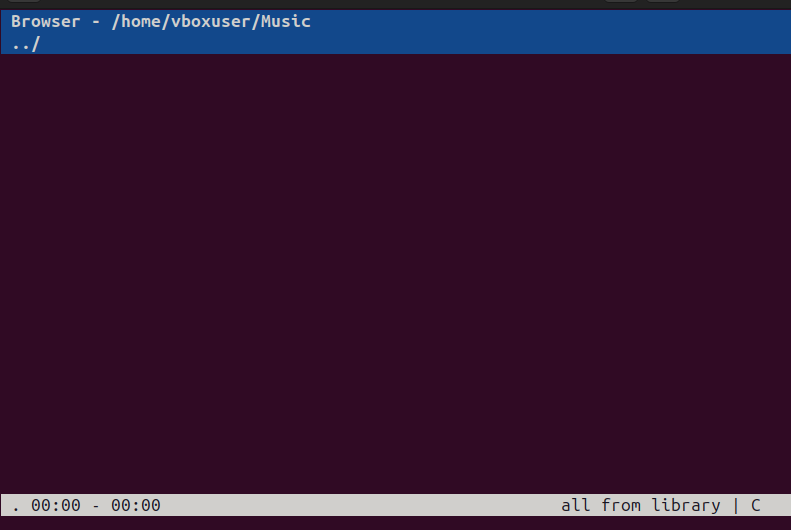 Browser - /home/vboxuser/Music
../
. 00:00 - 00:00 all from library | C